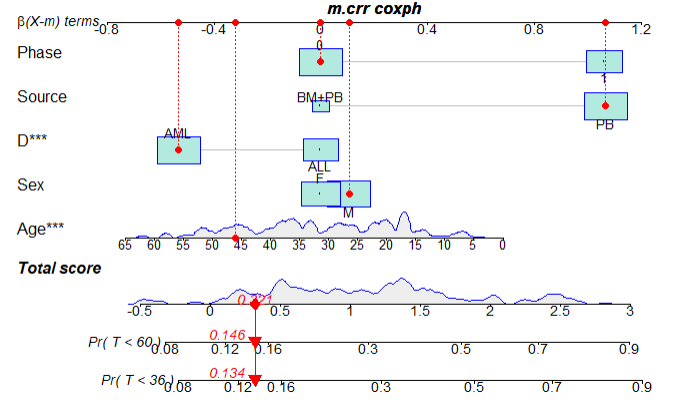 m.crr coxph
β(X-m) terms -0.8 -0.4 0 0.4 0.8 1.2
Phase 0 1
Source BM+PB PB
D*** AML ALL
Sex F M
Age***
65 60 55 50 45 40 35 30 25 20 15 10 5 0
Total score
0.321
-0.5 0 0.5 1 1.5 2 2.5 3
Pr( T < 60 ) 0.146
0.08 0.12 0.16 0.3 0.5 0.7 0.9
Pr( T < 36 ) 0.134
0.08 0.12 0.16 0.3 0.5 0.7 0.9